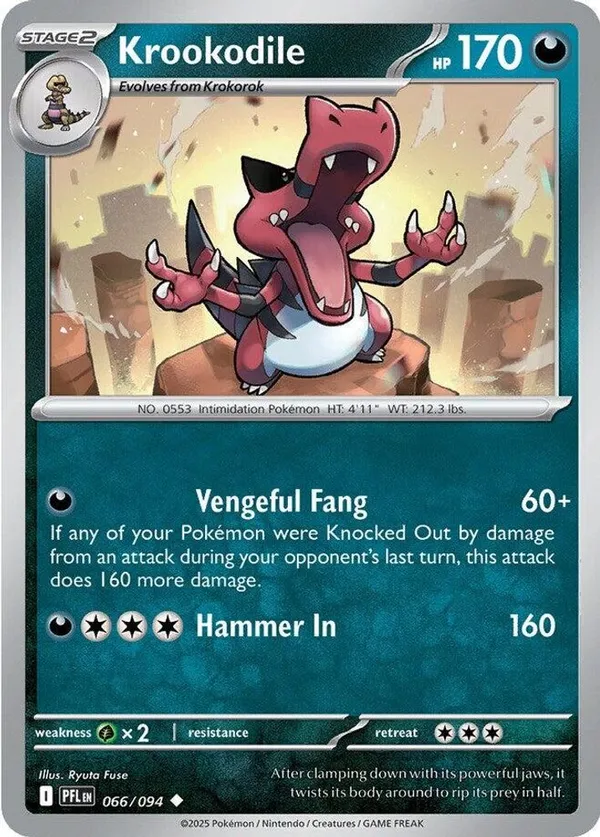 STAGE2 Krookodile HP 170
Evolves from Krokorok
NO. 0553 Intimidation Pokémon HT: 4'11" WT: 212.3 lbs.
Vengeful Fang 60+
If any of your Pokémon were Knocked Out by damage
from an attack during your opponent's last turn, this attack
does 160 more damage.
Hammer In 160
weakness ×2 resistance retreat
Illus. Ryuta Fuse
I PFL EN 066/094
After clamping down with its powerful jaws, it
twists its body around to rip its prey in half.
©2025 Pokémon / Nintendo / Creatures / GAME FREAK